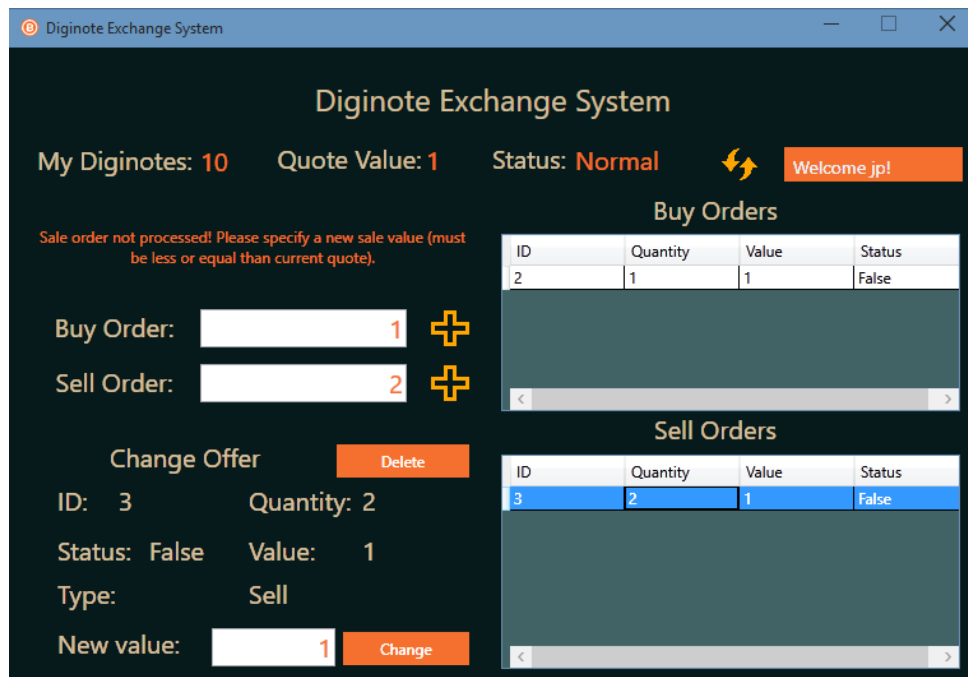 Diginote Exchange System
Diginote Exchange System
My Diginotes: 10 Quote Value: 1 Status: Normal Welcome jp!
Sale order not processed! Please specify a new sale value (must
be less or equal than current quote).
Buy Order: 1
Sell Order: 2
Change Offer Delete
ID: 3 Quantity: 2
Status: False Value: 1
Type: Sell
New value: 1 Change
Buy Orders
ID Quantity Value Status
2 1 1 False
Sell Orders
ID Quantity Value Status
3 2 1 False